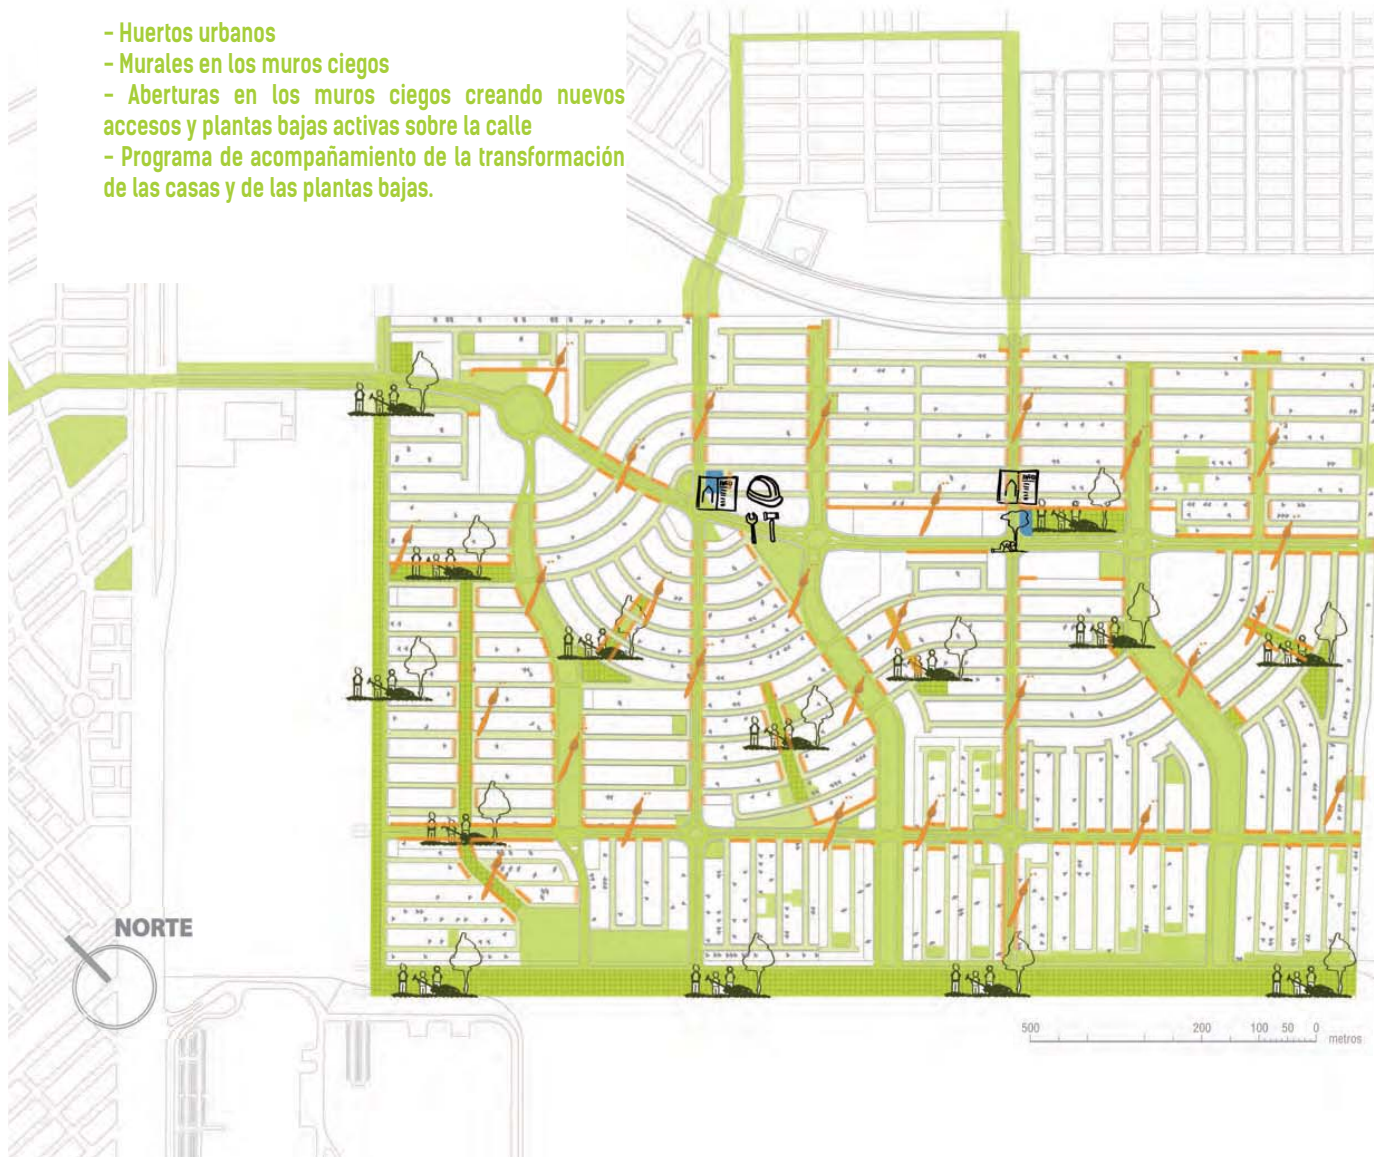 - Huertos urbanos
- Murales en los muros ciegos
- Aberturas en los muros ciegos creando nuevos
accesos y plantas bajas activas sobre la calle
- Programa de acompañamiento de la transformación
de las casas y de las plantas bajas.
NORTE
500 200 100 50 0
metros